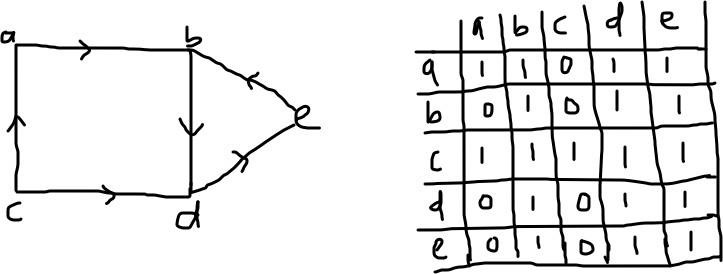 a b
e
c d
a b c d e
a 1 1 0 1 1
b 0 1 0 1 1
c 1 1 1 1 1
d 0 1 0 1 1
e 0 1 0 1 1